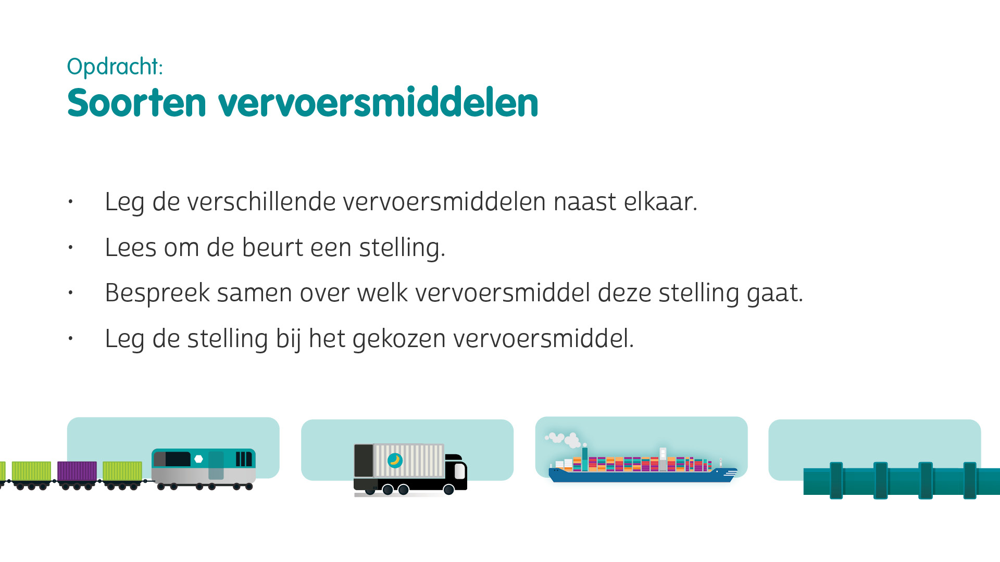 Opdracht:
Soorten vervoersmiddelen
• Leg de verschillende vervoersmiddelen naast elkaar.
• Lees om de beurt een stelling.
• Bespreek samen over welk vervoersmiddel deze stelling gaat.
• Leg de stelling bij het gekozen vervoersmiddel.